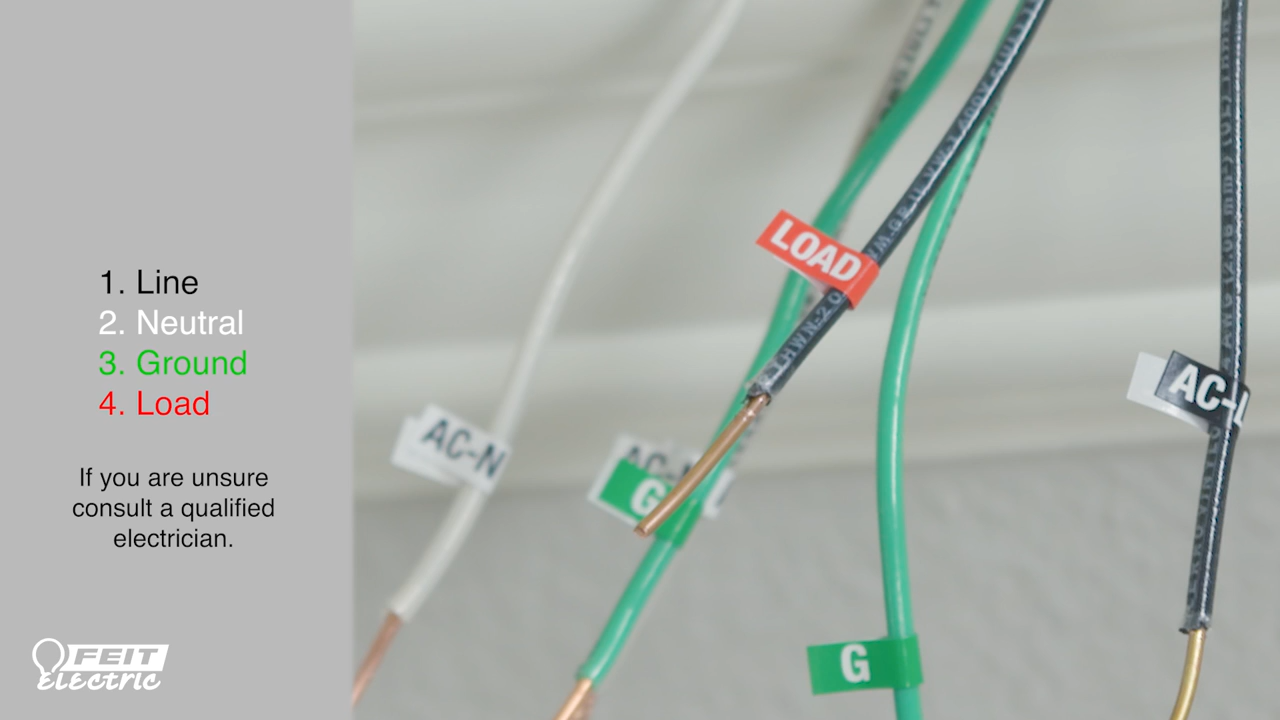 1. Line
2. Neutral
3. Ground
4. Load
If you are unsure
consult a qualified
electrician.
FEIT
Electric
AC-N
G
LOAD
G
AC-L